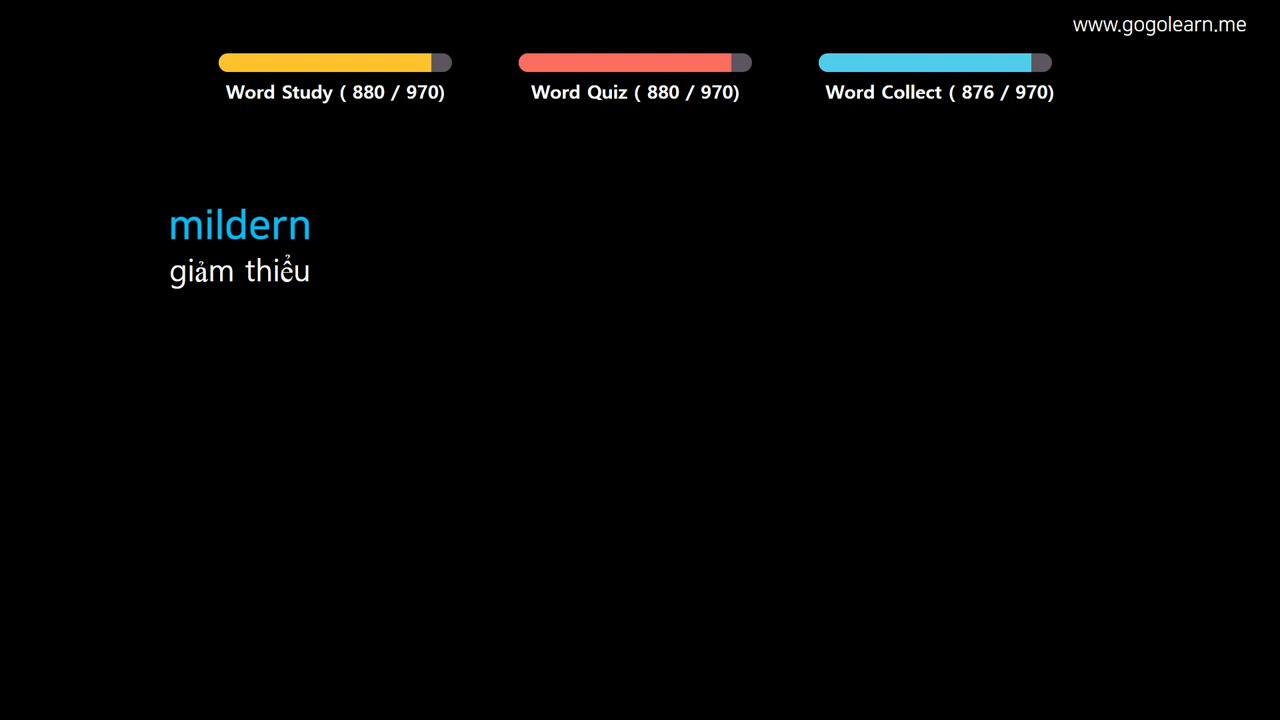 www.gogolearn.me
Word Study ( 880 / 970)
Word Quiz ( 880 / 970)
Word Collect ( 876 / 970)
mildern
giảm thiểu